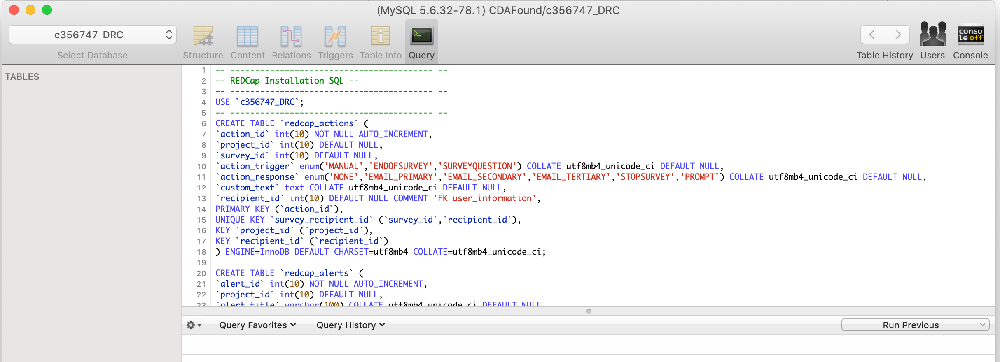 (MySQL 5.6.32-78.1) CDAFound/c356747_DRC
c356747_DRC
Select Database
Structure
Content
Relations
Triggers
Table Info
Query
Table History
Users
conso
le off
Console
TABLES
1 -- ----------------------------------------- --
2 -- REDCap Installation SQL --
3 -- ----------------------------------------- --
4 USE `c356747_DRC`;
5 -- ----------------------------------------- --
6 CREATE TABLE `redcap_actions` (
7 `action_id` int(10) NOT NULL AUTO_INCREMENT,
8 `project_id` int(10) DEFAULT NULL,
9 `survey_id` int(10) DEFAULT NULL,
10 `action_trigger` enum('MANUAL','ENDOFSURVEY','SURVEYQUESTION') COLLATE utf8mb4_unicode_ci DEFAULT NULL,
11 `action_response` enum('NONE','EMAIL_PRIMARY','EMAIL_SECONDARY','EMAIL_TERTIARY','STOPSURVEY','PROMPT') COLLATE utf8mb4_unicode_ci DEFAULT NULL,
12 `custom_text` text COLLATE utf8mb4_unicode_ci DEFAULT NULL,
13 `recipient_id` int(10) DEFAULT NULL COMMENT 'FK user_information',
14 PRIMARY KEY (`action_id`),
15 UNIQUE KEY `survey_recipient_id` (`survey_id`,`recipient_id`),
16 KEY `project_id` (`project_id`),
17 KEY `recipient_id` (`recipient_id`)
18 ) ENGINE=InnoDB DEFAULT CHARSET=utf8mb4 COLLATE=utf8mb4_unicode_ci;
19
20 CREATE TABLE `redcap_alerts` (
21 `alert_id` int(10) NOT NULL AUTO_INCREMENT,
22 `project_id` int(10) DEFAULT NULL,
23 `alert_title` varchar(100) COLLATE utf8mb4_unicode_ci DEFAULT NULL
Query Favorites
Query History
Run Previous